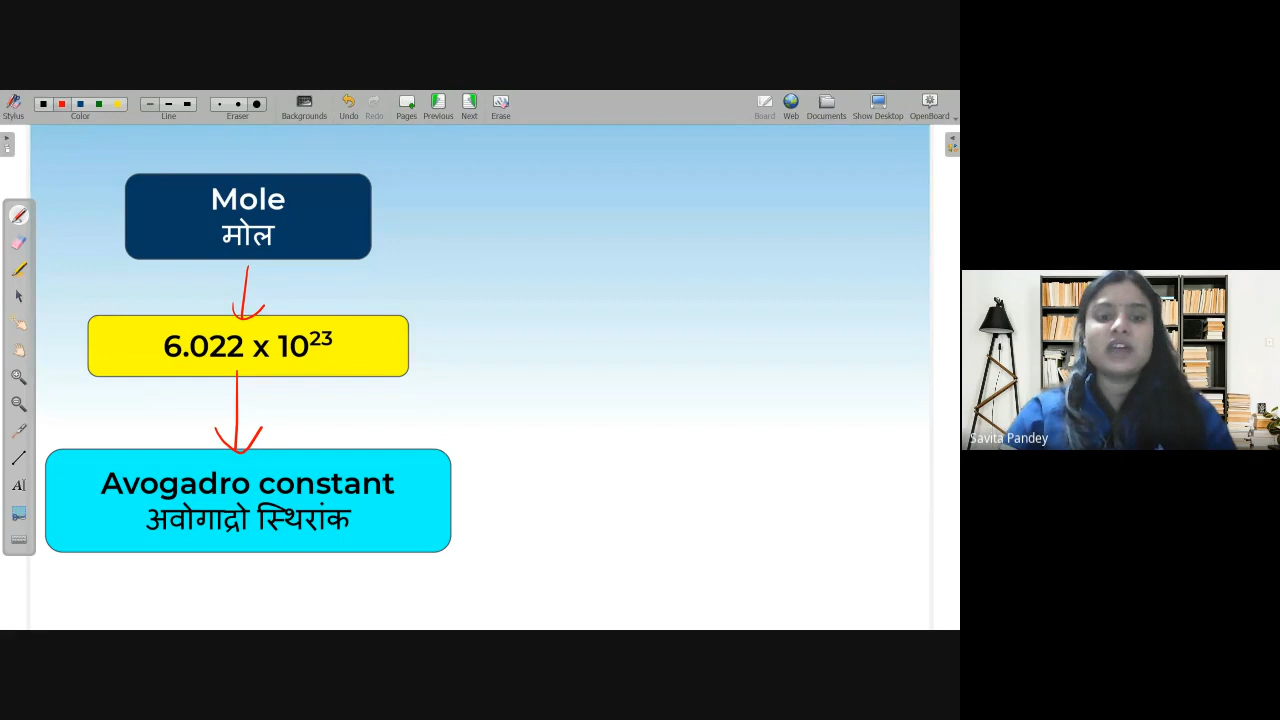 Stylus
Color
Line
Eraser
Backgrounds
Undo
Redo
Pages
Previous
Next
Erase
Board
Web
Documents
Show Desktop
OpenBoard
Mole
मोल
6.022 x 10²³
Avogadro constant
अवोगाद्रो स्थिरांक
AI
Savita Pandey